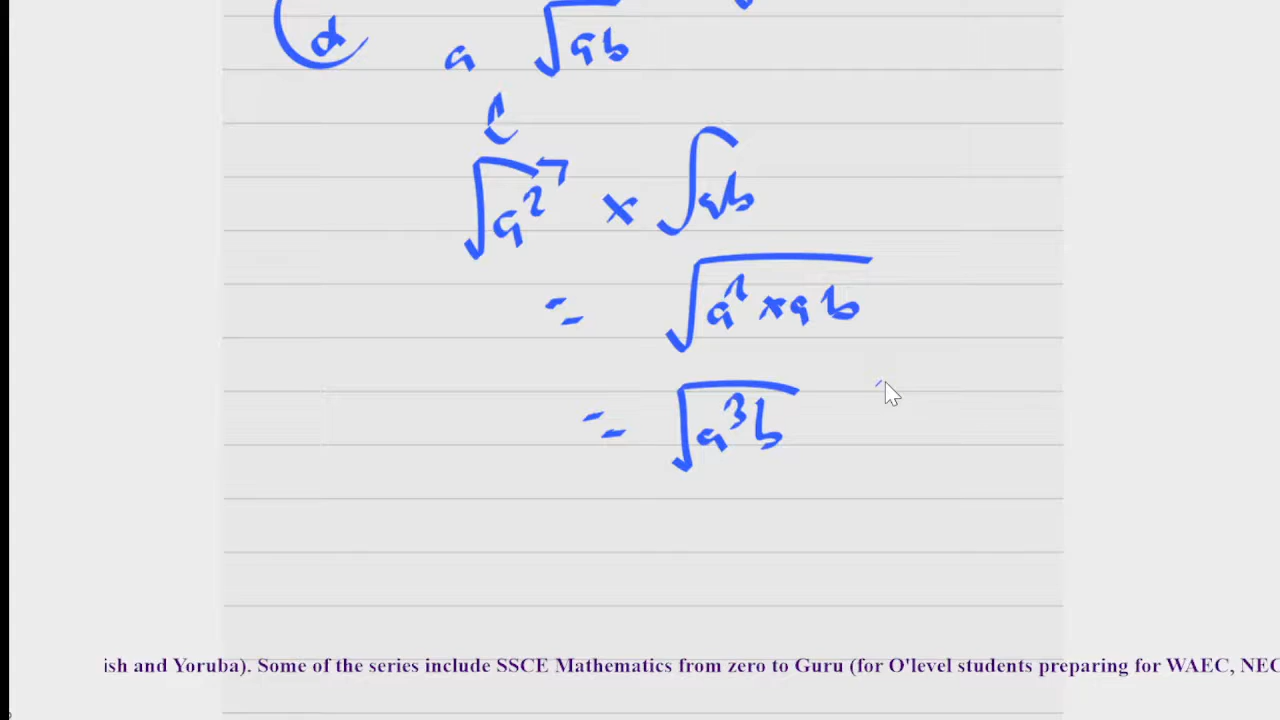 d a √ab
√a² × √ab
= √a² × ab
= √a³b
ish and Yoruba). Some of the series include SSCE Mathematics from zero to Guru (for O'level students preparing for WAEC, NEC